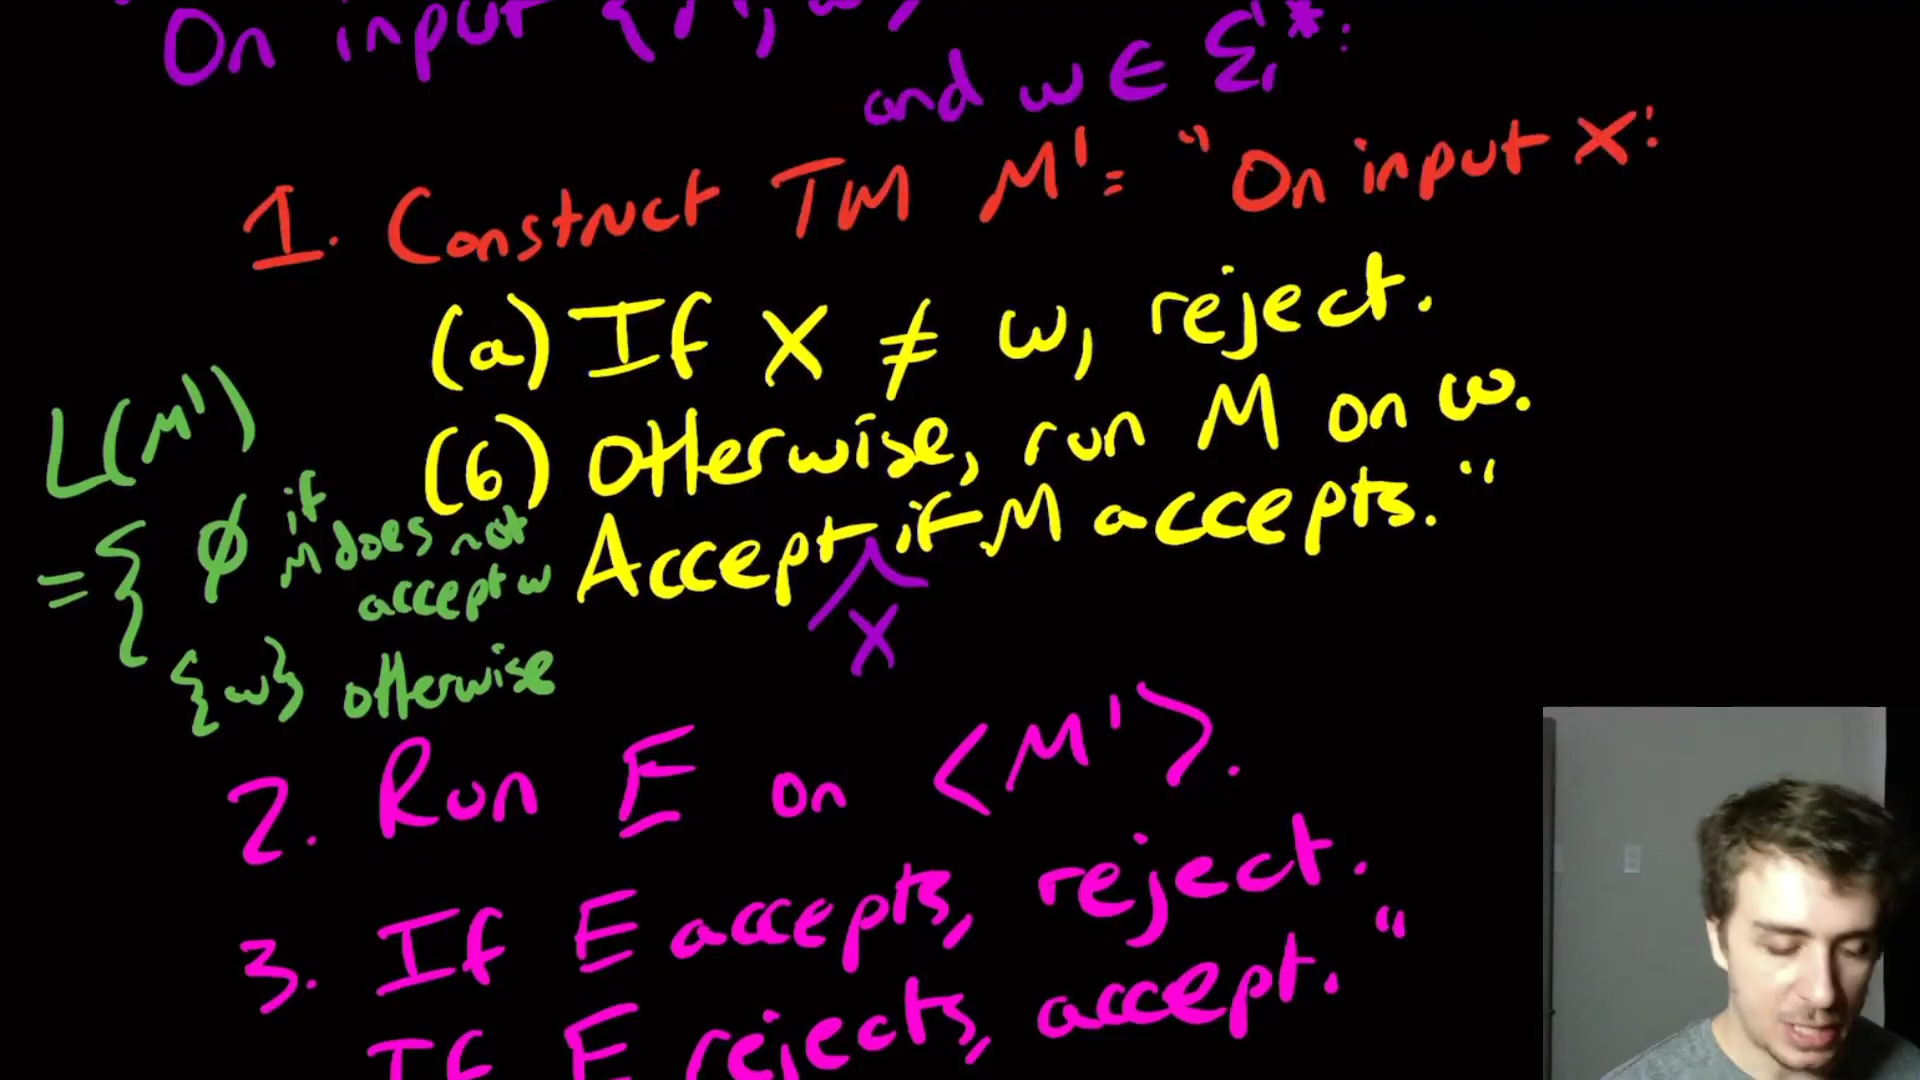 On input
and w ∈ Σ*:
1. Construct TM M' = "On input x:
(a) If x ≠ w, reject.
(b) Otherwise, run M on w.
Accept if M accepts."
x
L(M')
= { ∅ if M does not accept w
{w} otherwise
2. Run E on <M'>.
3. If E accepts, reject.
If E rejects, accept."